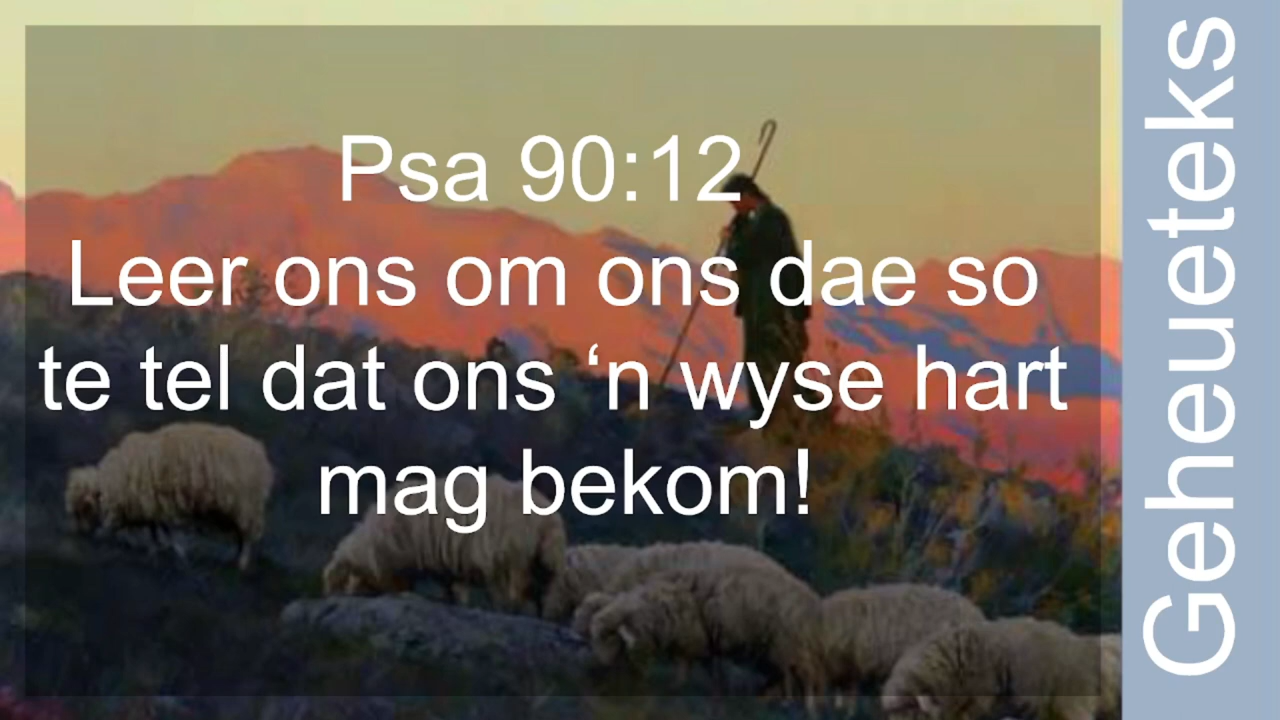 Psa 90:12
Leer ons om ons dae so
te tel dat ons ‘n wyse hart
mag bekom!
Geheueteks